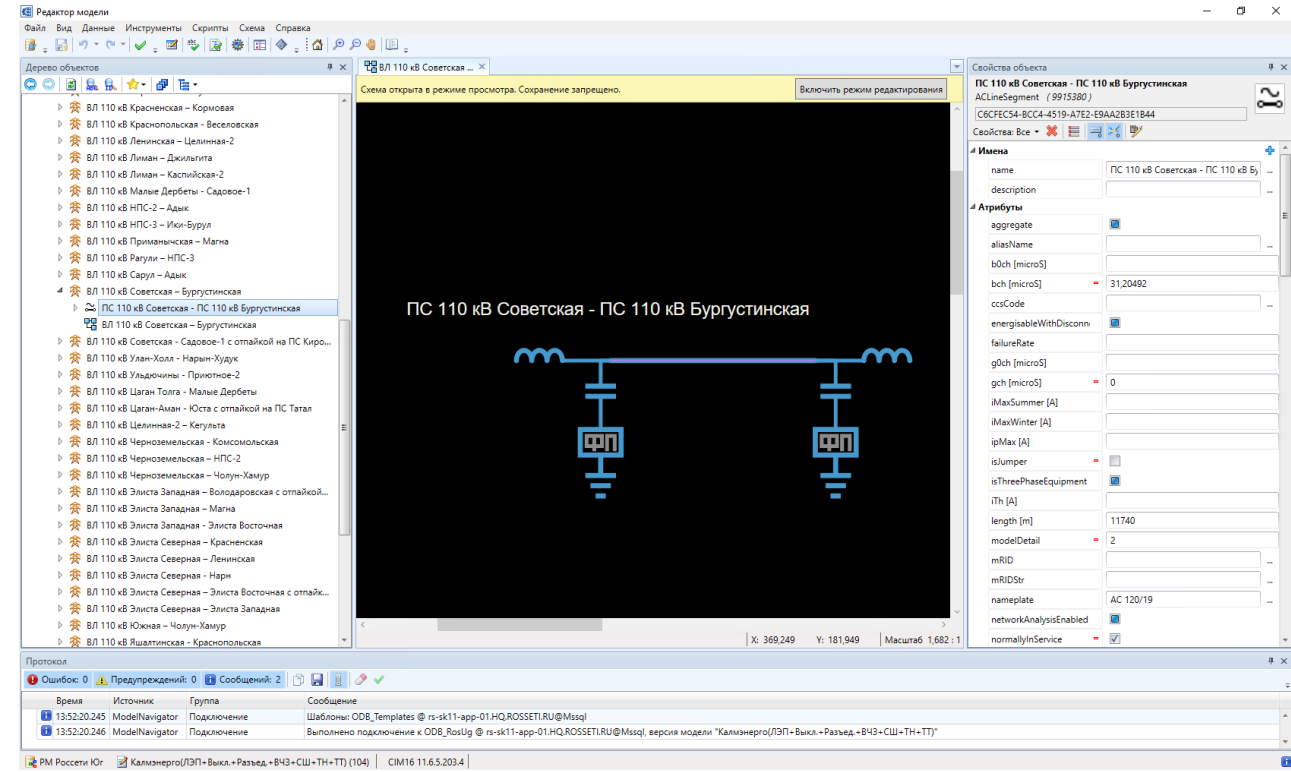 Редактор модели
Файл Вид Данные Инструменты Скрипты Схема Справка
Дерево объектов
ВЛ 110 кВ Красненская – Кормовая
ВЛ 110 кВ Краснопольская - Веселовская
ВЛ 110 кВ Ленинская – Целинная-2
ВЛ 110 кВ Лиман – Джильгита
ВЛ 110 кВ Лиман – Каспийская-2
ВЛ 110 кВ Малые Дербеты - Садовое-1
ВЛ 110 кВ НПС-2 – Адык
ВЛ 110 кВ НПС-3 – Ики-Бурул
ВЛ 110 кВ Приманычская – Магна
ВЛ 110 кВ Рагули – НПС-3
ВЛ 110 кВ Сарул – Адык
ВЛ 110 кВ Советская – Бургустинская
ПС 110 кВ Советская - ПС 110 кВ Бургустинская
ВЛ 110 кВ Советская – Бургустинская
ВЛ 110 кВ Советская - Садовое-1 с отпайкой на ПС Киро...
ВЛ 110 кВ Улан-Холл - Нарын-Худук
ВЛ 110 кВ Ульдючины - Приютное-2
ВЛ 110 кВ Цаган Толга - Малые Дербеты
ВЛ 110 кВ Цаган-Аман - Юста с отпайкой на ПС Татал
ВЛ 110 кВ Целинная-2 – Кегульта
ВЛ 110 кВ Черноземельская - Комсомольская
ВЛ 110 кВ Черноземельская – НПС-2
ВЛ 110 кВ Черноземельская – Чолун-Хамур
ВЛ 110 кВ Элиста Западная – Володаровская с отпайкой...
ВЛ 110 кВ Элиста Западная – Магна
ВЛ 110 кВ Элиста Западная - Элиста Восточная
ВЛ 110 кВ Элиста Северная – Красненская
ВЛ 110 кВ Элиста Северная – Ленинская
ВЛ 110 кВ Элиста Северная - Нарн
ВЛ 110 кВ Элиста Северная – Элиста Восточная с отпайк...
ВЛ 110 кВ Элиста Северная – Элиста Западная
ВЛ 110 кВ Южная – Чолун-Хамур
ВЛ 110 кВ Яшалтинская - Краснопольская
ВЛ 110 кВ Советская ...
Схема открыта в режиме просмотра. Сохранение запрещено.
Включить режим редактирования
ПС 110 кВ Советская - ПС 110 кВ Бургустинская
ФП ФП
X: 369,249 Y: 181,949 Масштаб 1,682 : 1
Свойства объекта
ПС 110 кВ Советская - ПС 110 кВ Бургустинская
ACLineSegment (9915380)
C6CFEC54-BCC4-4519-A7E2-E9AA2B3E1B44
Свойства: Все
Имена
name ПС 110 кВ Советская - ПС 110 кВ Бу ...
description ...
Атрибуты
aggregate
aliasName ...
b0ch [microS]
bch [microS] 31,20492
ccsCode ...
energisableWithDisconn
failureRate
g0ch [microS]
gch [microS] 0
iMaxSummer [A]
iMaxWinter [A]
ipMax [A]
isJumper
isThreePhaseEquipment
iTh [A]
length [m] 11740
modelDetail 2
mRID ...
mRIDStr ...
nameplate АС 120/19 ...
networkAnalysisEnabled
normallyInService
Протокол
Ошибок: 0 Предупреждений: 0 Сообщений: 2
Время Источник Группа Сообщение
13:52:20.245 ModelNavigator Подключение Шаблоны: ODB_Templates @ rs-sk11-app-01.HQ.ROSSETI.RU@Mssql
13:52:20.246 ModelNavigator Подключение Выполнено подключение к ODB_RosUg @ rs-sk11-app-01.HQ.ROSSETI.RU@Mssql, версия модели "Калмэнерго(ЛЭП+Выкл.+Разъед.+ВЧЗ+СШ+ТН+ТТ)"
РМ Россети Юг Калмэнерго(ЛЭП+Выкл.+Разъед.+ВЧЗ+СШ+ТН+ТТ) (104) CIM16 11.6.5.203.4